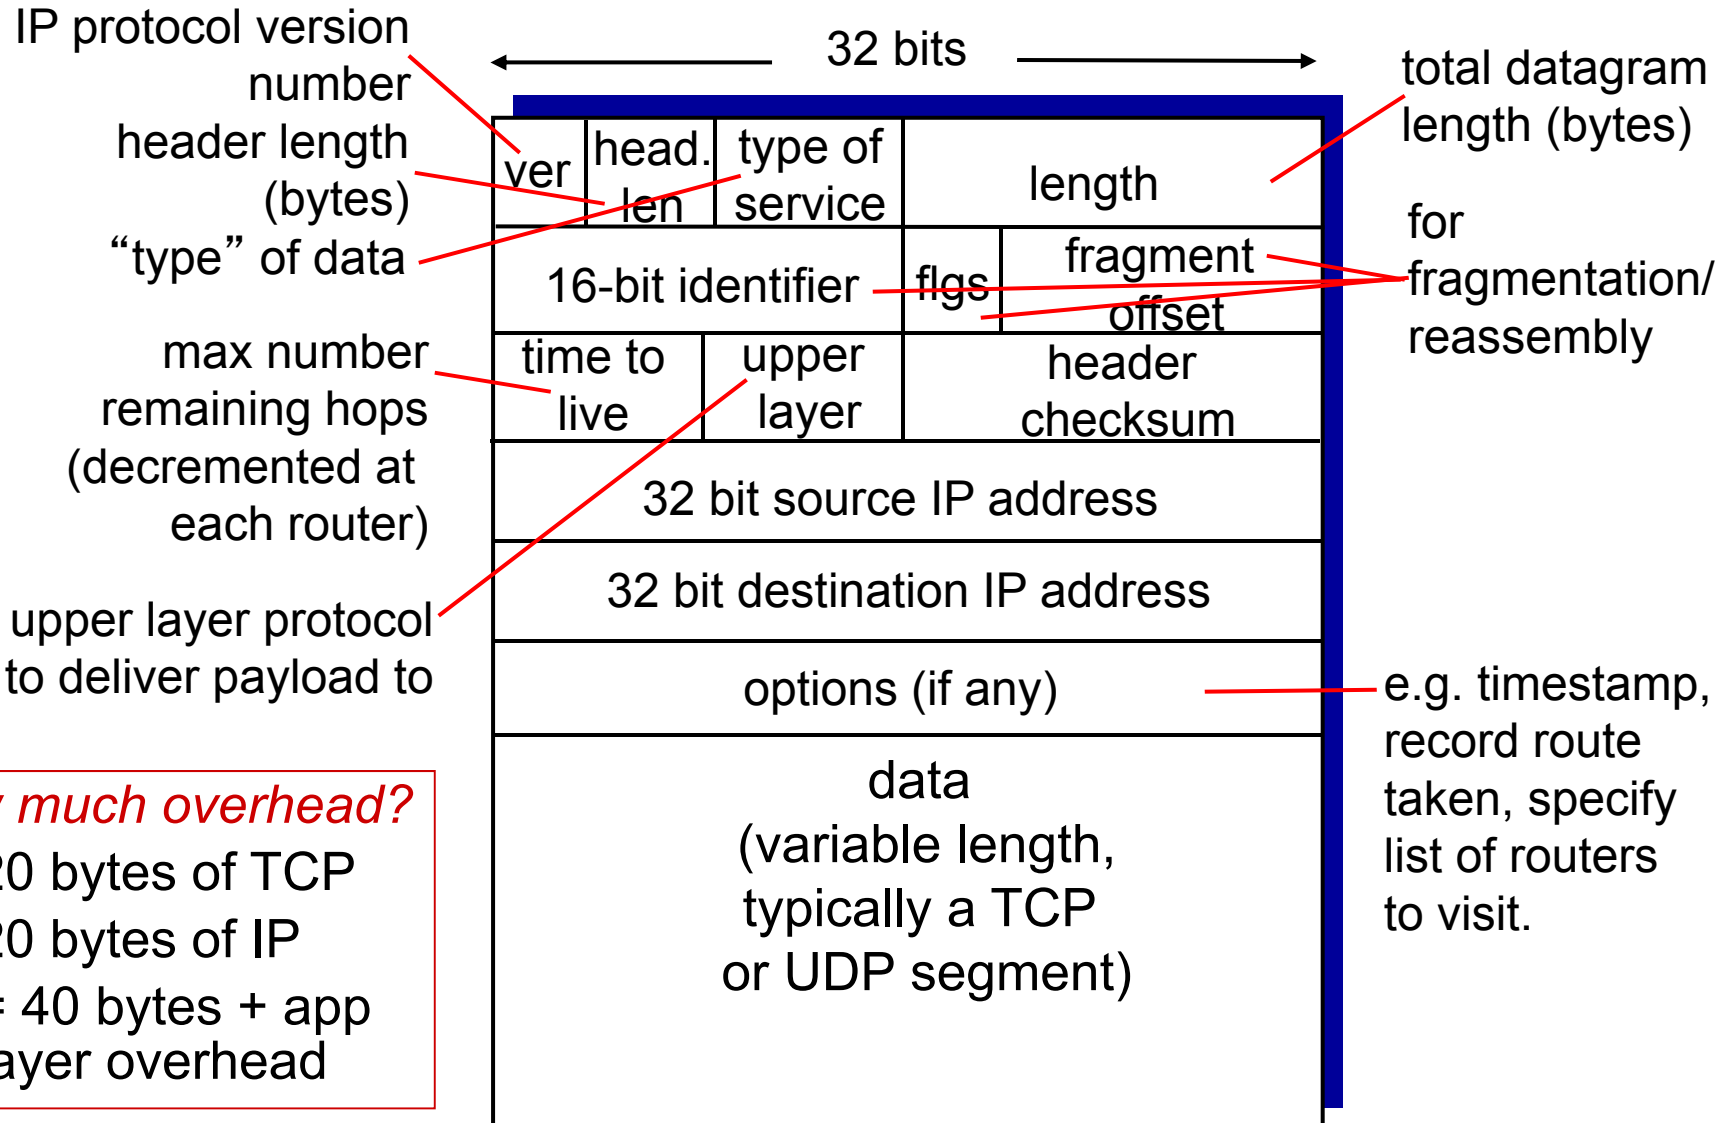 IP protocol version
number
header length
(bytes)
“type” of data
max number
remaining hops
(decremented at
each router)
upper layer protocol
to deliver payload to
much overhead?
20 bytes of TCP
20 bytes of IP
= 40 bytes + app
layer overhead
32 bits
ver
head.
len
type of
service
length
16-bit identifier
flgs
fragment
offset
time to
live
upper
layer
header
checksum
32 bit source IP address
32 bit destination IP address
options (if any)
data
(variable length,
typically a TCP
or UDP segment)
total datagram
length (bytes)
for
fragmentation/
reassembly
e.g. timestamp,
record route
taken, specify
list of routers
to visit.